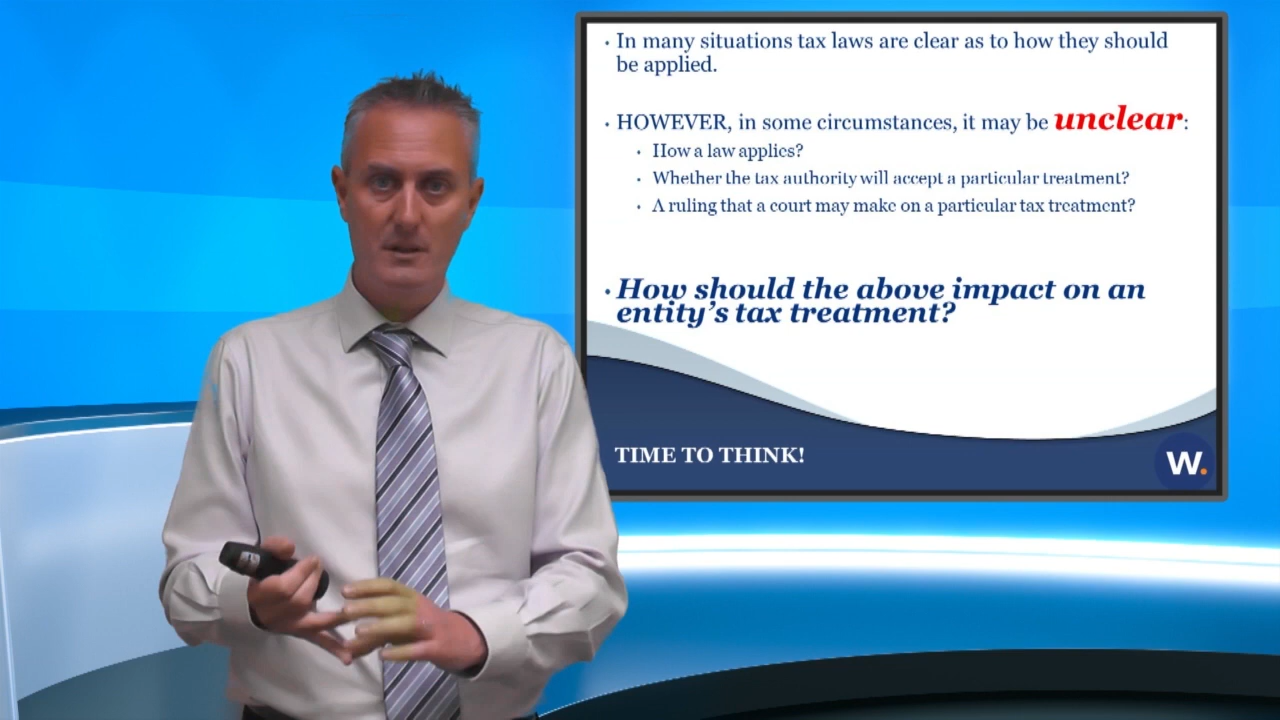 • In many situations tax laws are clear as to how they should
be applied.
• HOWEVER, in some circumstances, it may be unclear:
• How a law applies?
• Whether the tax authority will accept a particular treatment?
• A ruling that a court may make on a particular tax treatment?
• How should the above impact on an
entity's tax treatment?
TIME TO THINK!
W.